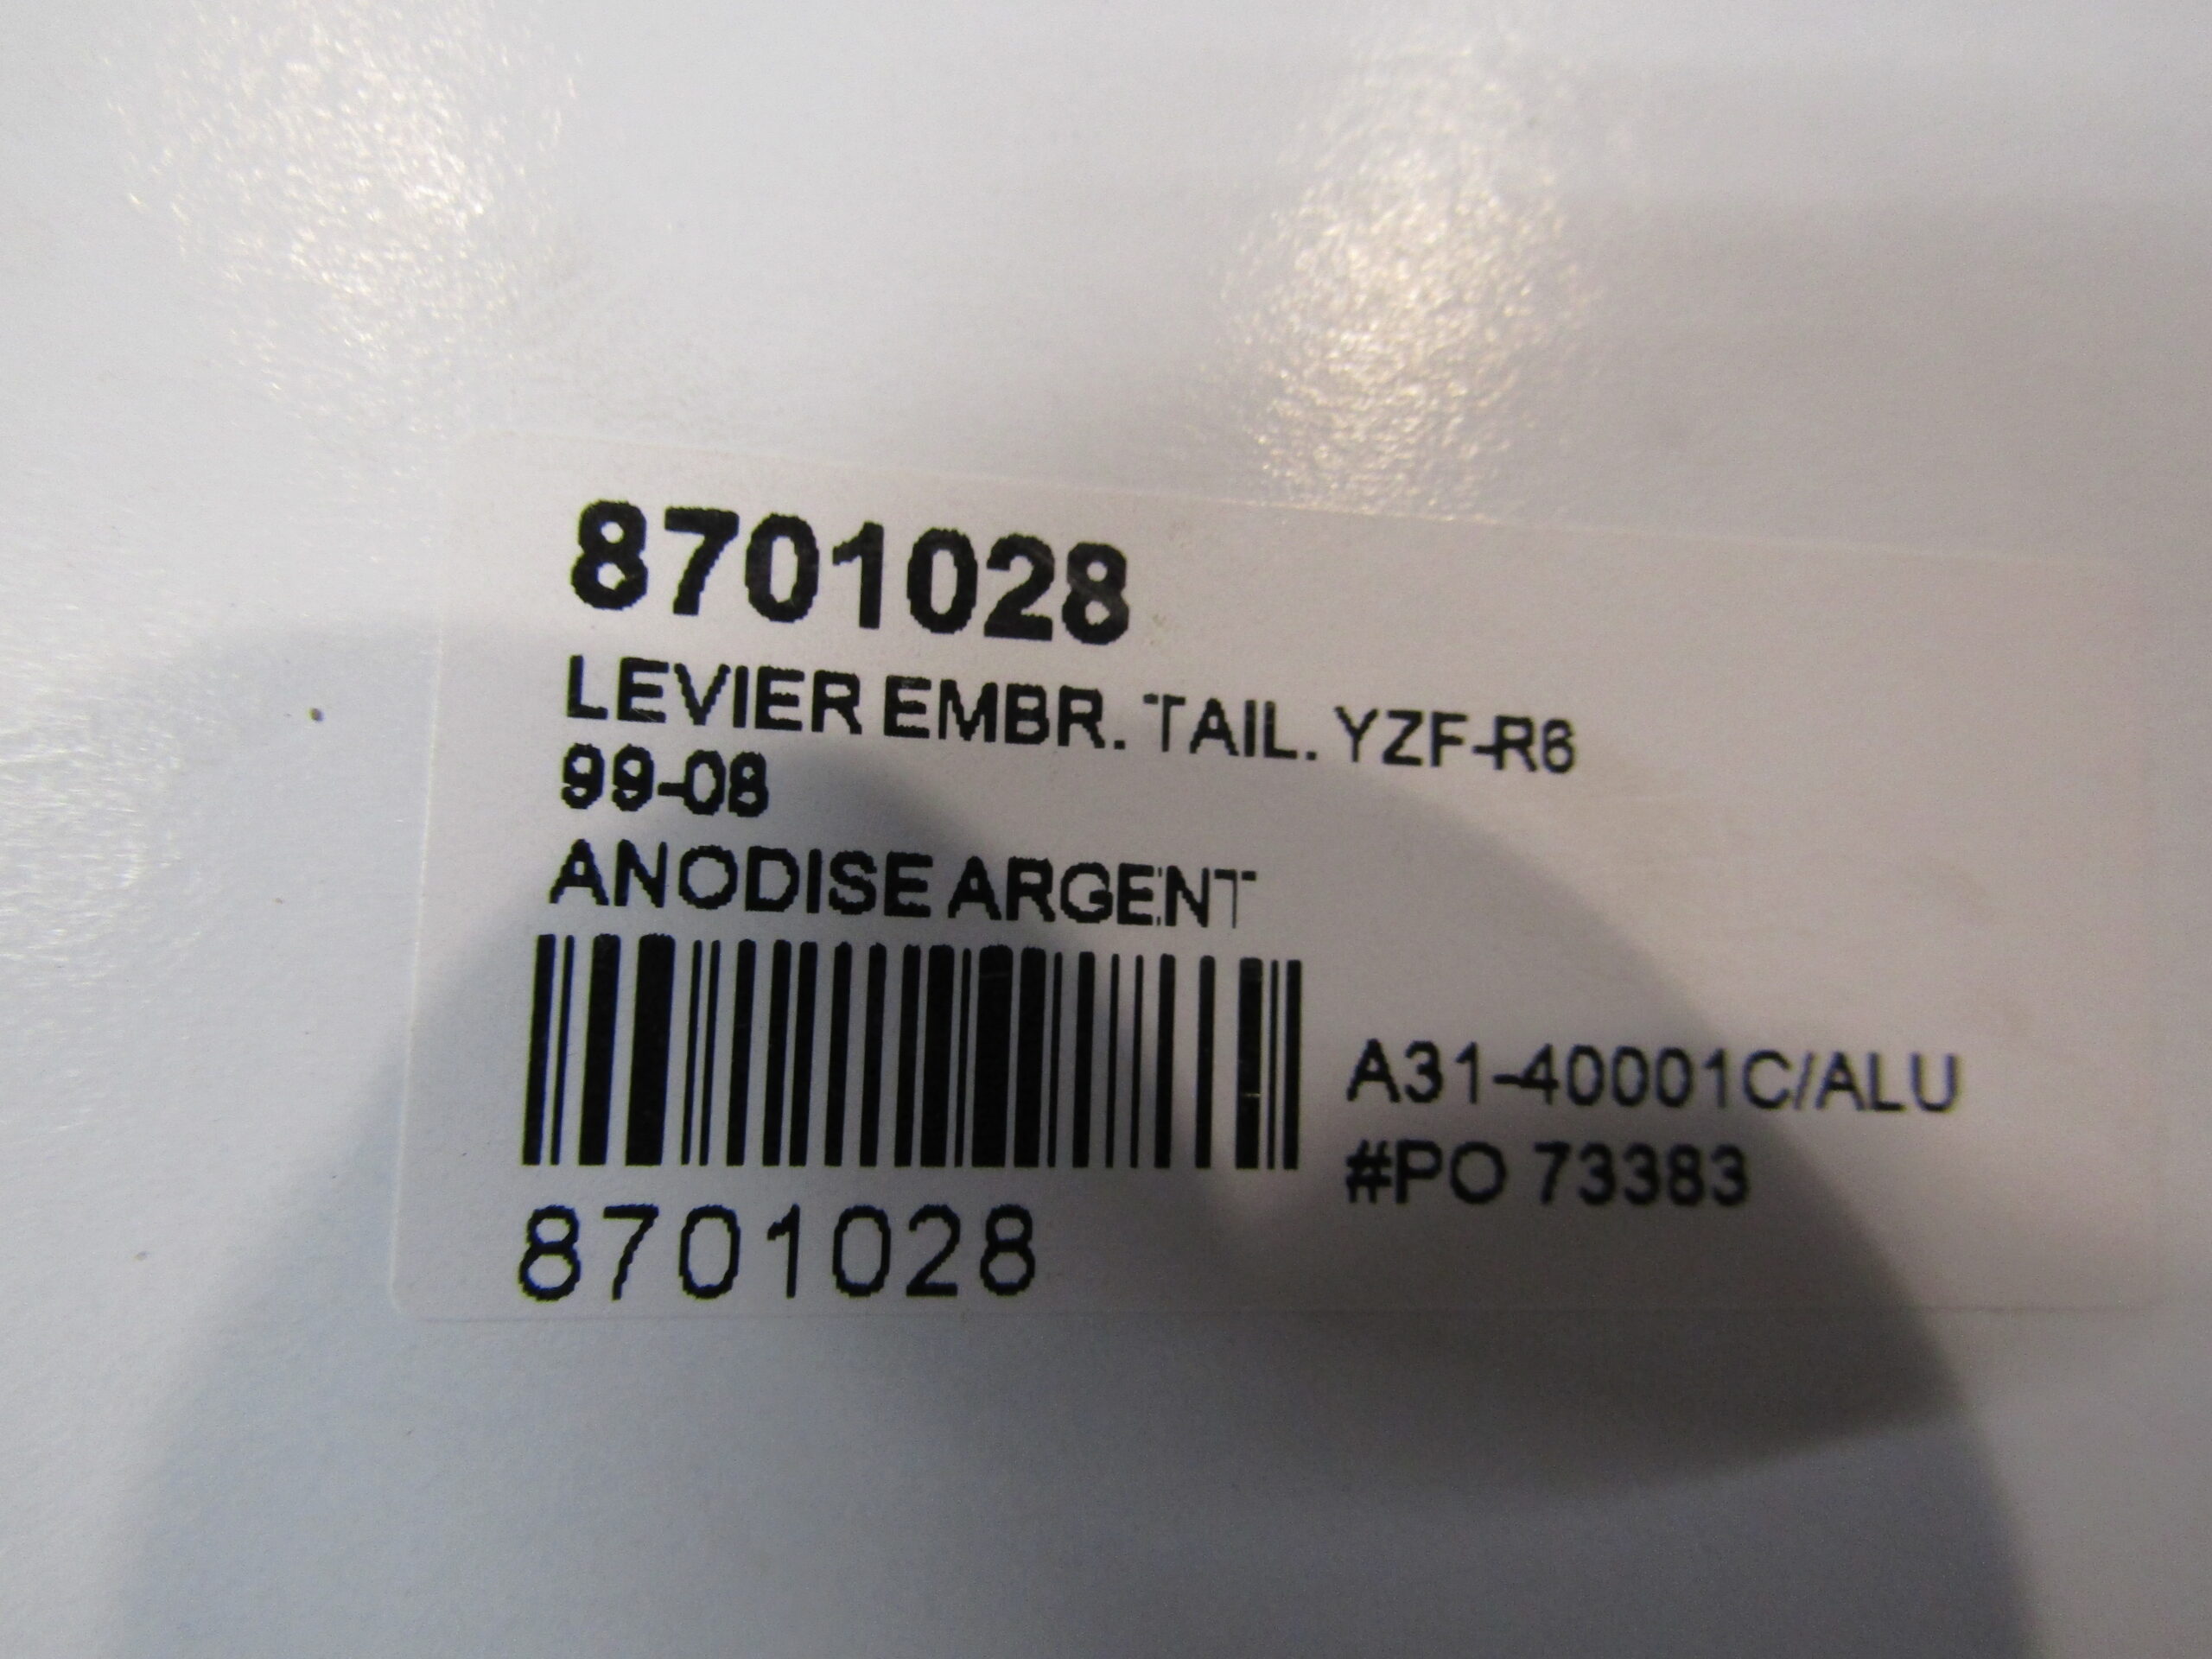 8701028
LEVIER EMBR. TAIL. YZF-R6
99-08
ANODISE ARGENT
A31-40001C/ALU
#PO 73383
8701028